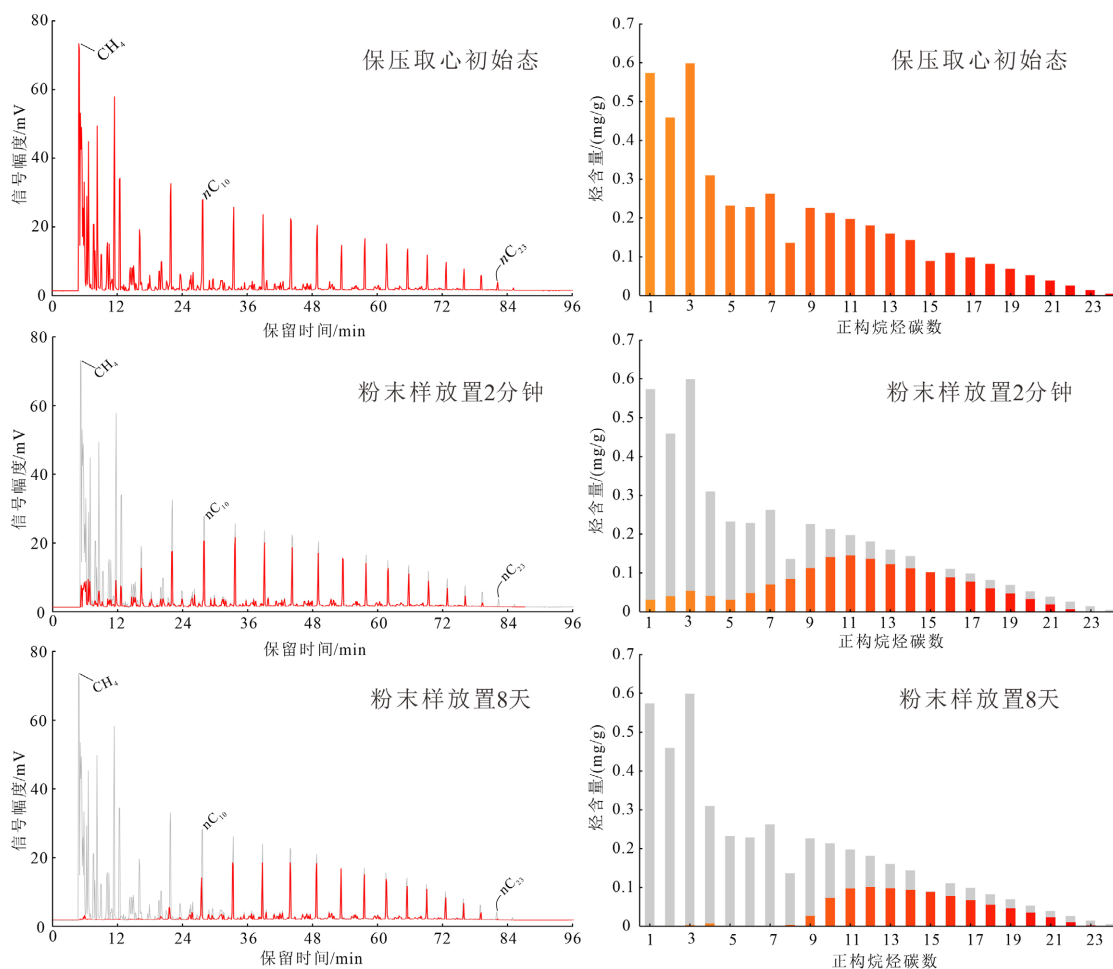 80
60
40
20
0
信号幅度/mV
CH₄
nC₁₀
nC₂₃
保压取心初始态
0 12 24 36 48 60 72 84 96
保留时间/min
0.7
0.6
0.5
0.4
0.3
0.2
0.1
0
烃含量/(mg/g)
保压取心初始态
1 3 5 7 9 11 13 15 17 19 21 23
正构烷烃碳数
80
60
40
20
0
信号幅度/mV
CH₄
nC₁₀
nC₂₃
粉末样放置2分钟
0 12 24 36 48 60 72 84 96
保留时间/min
0.7
0.6
0.5
0.4
0.3
0.2
0.1
0
烃含量/(mg/g)
粉末样放置2分钟
1 3 5 7 9 11 13 15 17 19 21 23
正构烷烃碳数
80
60
40
20
0
信号幅度/mV
CH₄
nC₁₀
nC₂₃
粉末样放置8天
0 12 24 36 48 60 72 84 96
保留时间/min
0.7
0.6
0.5
0.4
0.3
0.2
0.1
0
烃含量/(mg/g)
粉末样放置8天
1 3 5 7 9 11 13 15 17 19 21 23
正构烷烃碳数